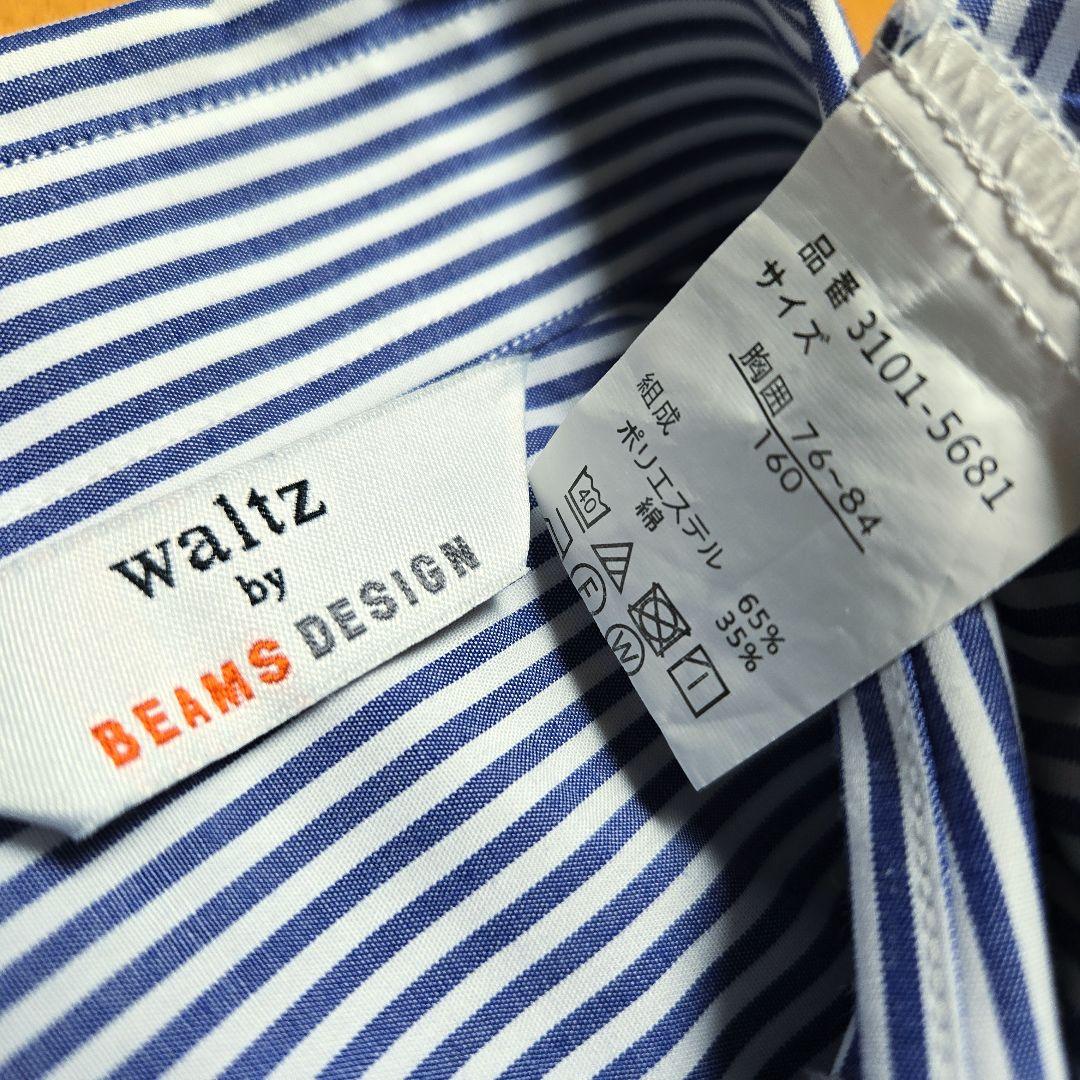 waltz
by
BEAMS DESIGN
品番 3101-5681
サイズ
胸囲 76~84
160
組成
ポリエステル 65%
綿 35%
40
F W